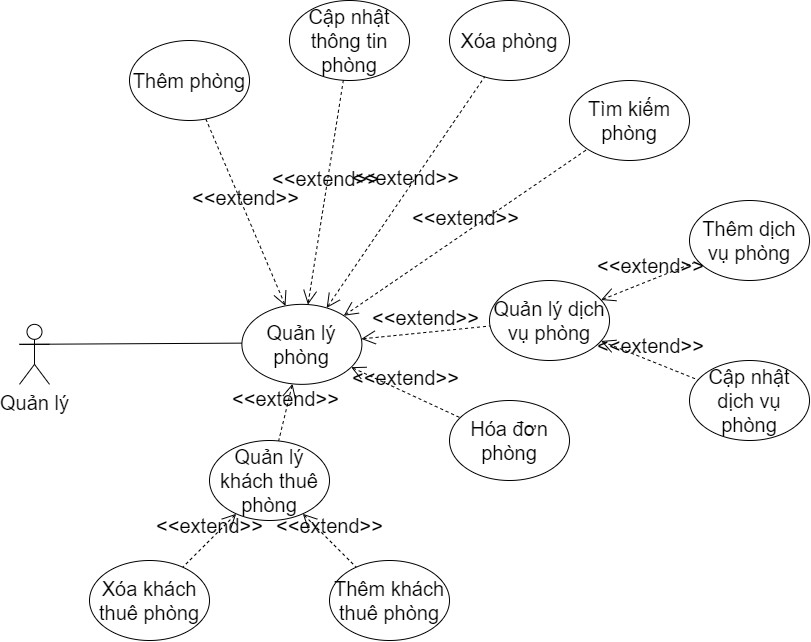 Cập nhật
thông tin
phòng
Xóa phòng
Thêm phòng
Tìm kiếm
phòng
<<extend>>
<<extend>>
<<extend>>
<<extend>>
Thêm dịch
vụ phòng
<<extend>>
Quản lý dịch
vụ phòng
<<extend>>
Quản lý
phòng
<<extend>>
Cập nhật
dịch vụ
phòng
<<extend>>
Quản lý
<<extend>>
Hóa đơn
phòng
Quản lý
khách thuê
phòng
<<extend>>
<<extend>>
Xóa khách
thuê phòng
Thêm khách
thuê phòng